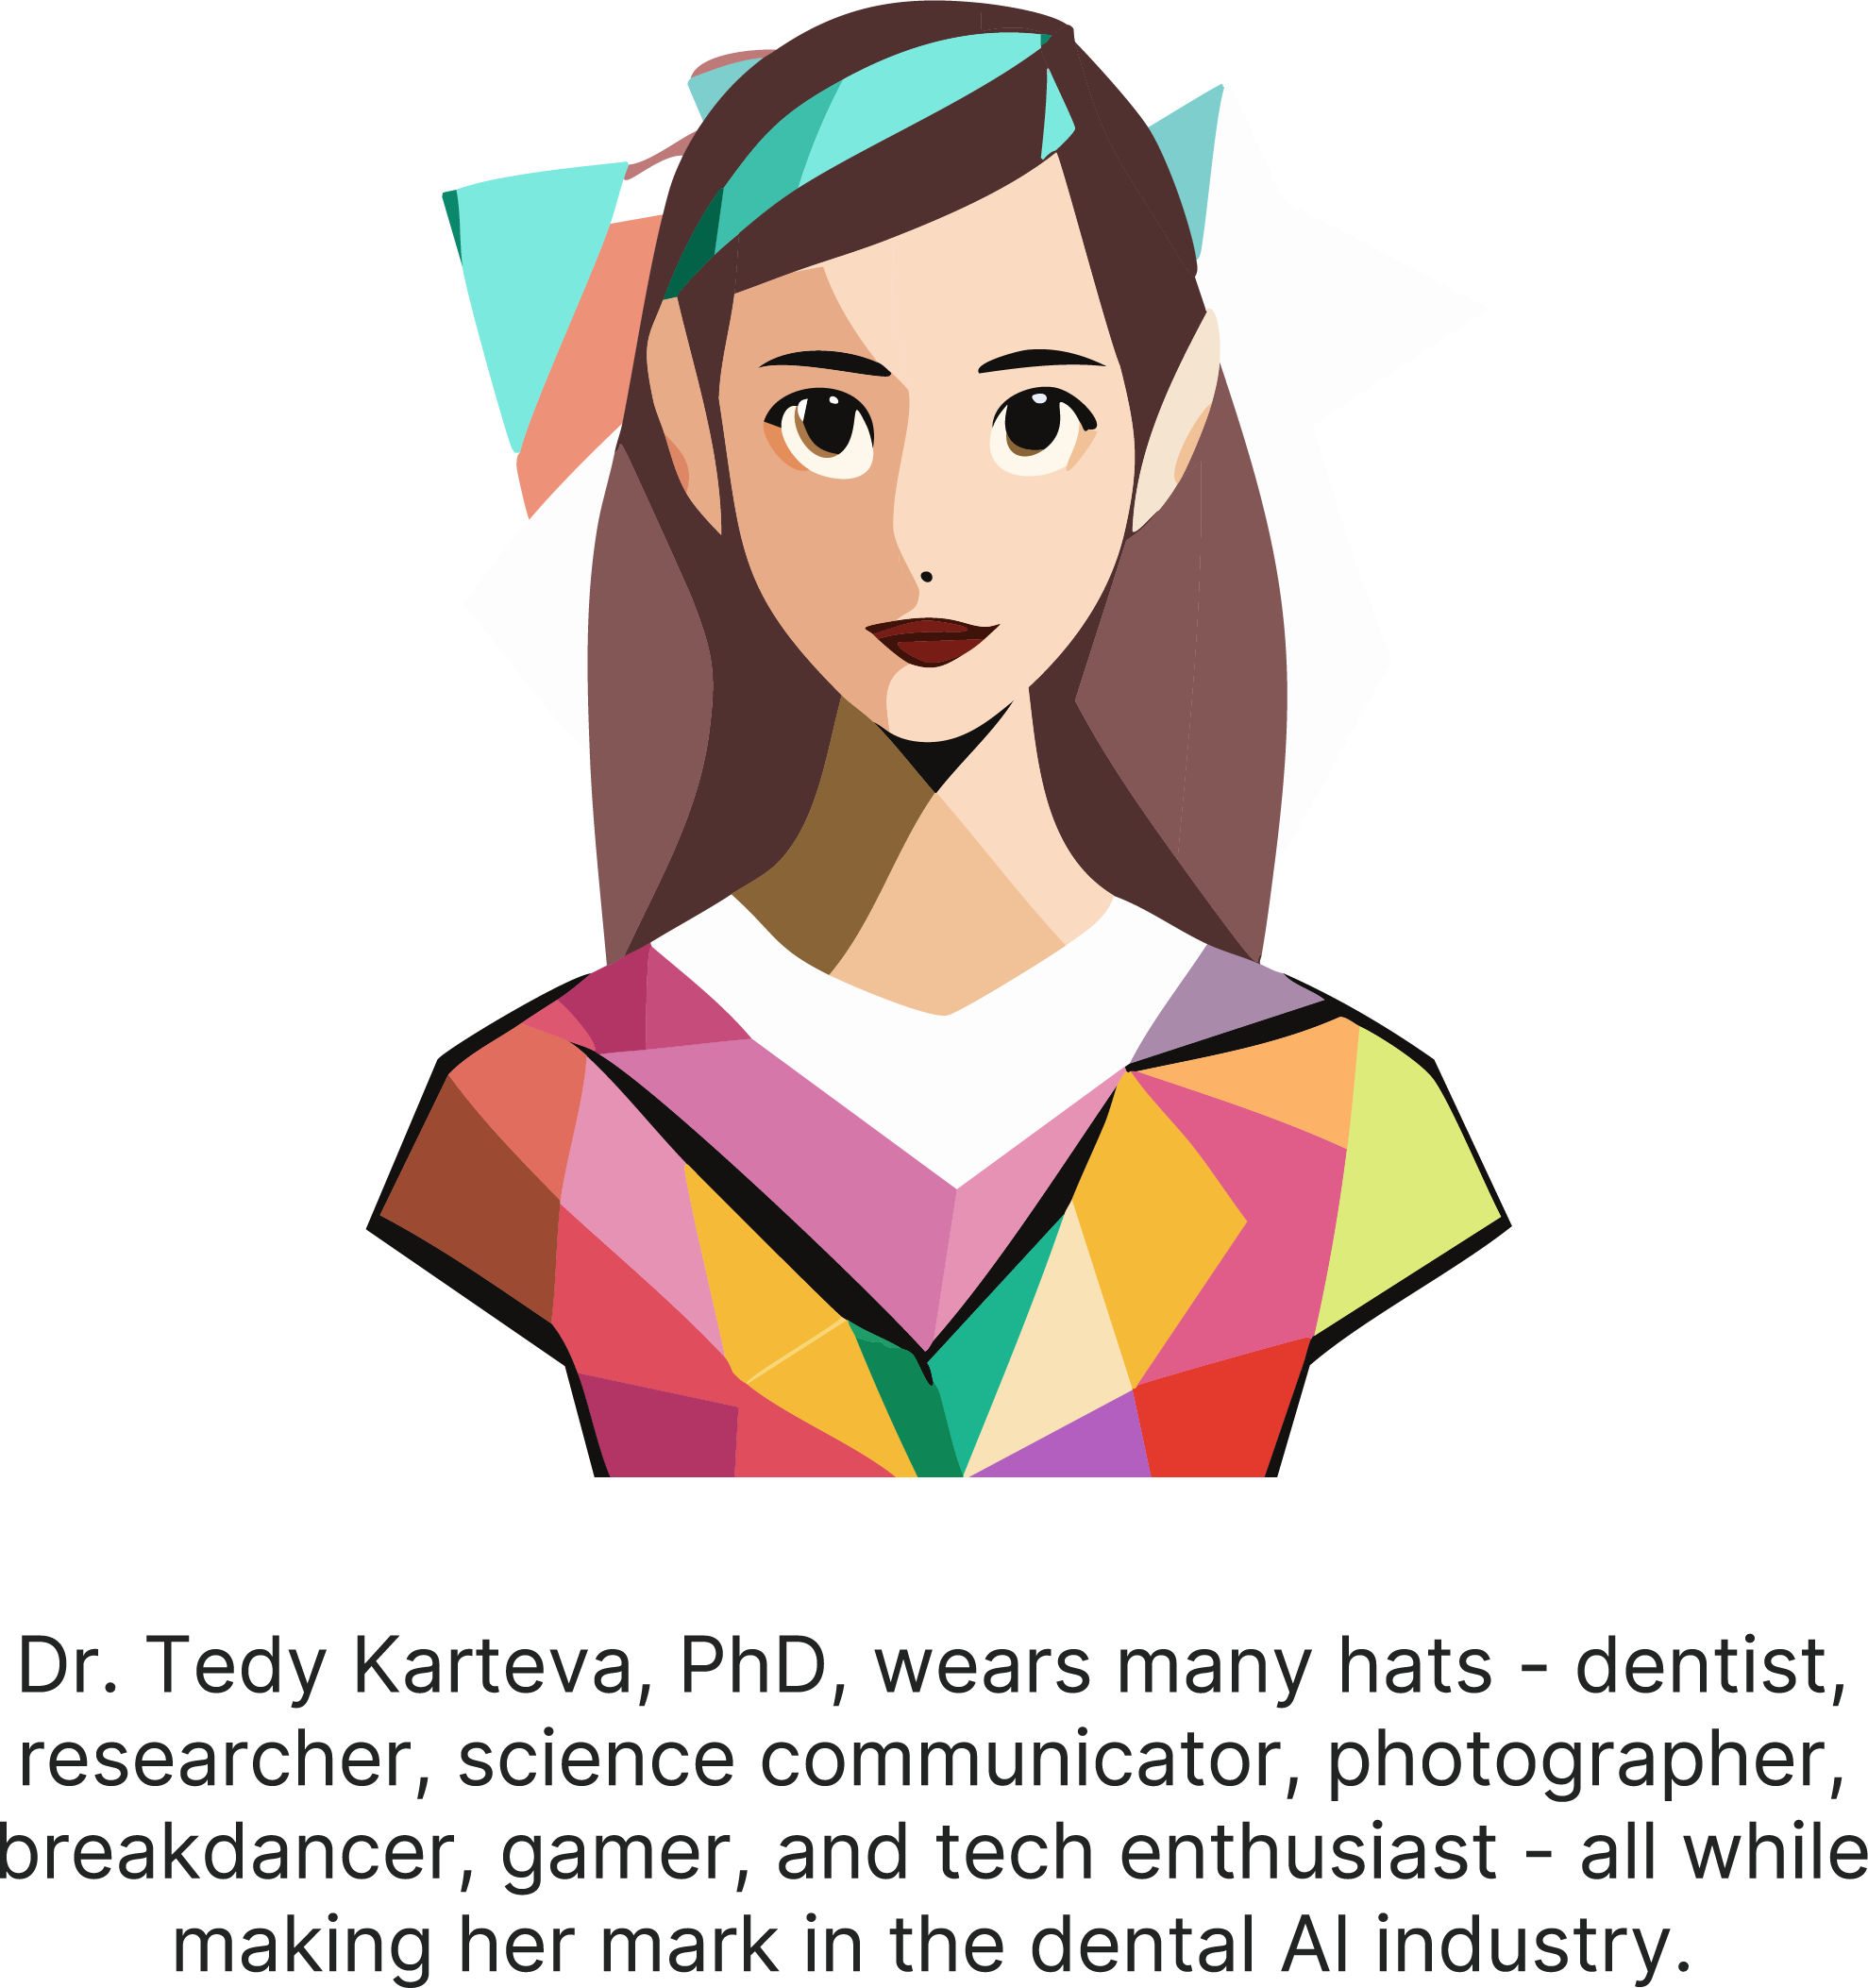 Dr. Tedy Karteva, PhD, wears many hats - dentist,
researcher, science communicator, photographer,
breakdancer, gamer, and tech enthusiast - all while
making her mark in the dental AI industry.